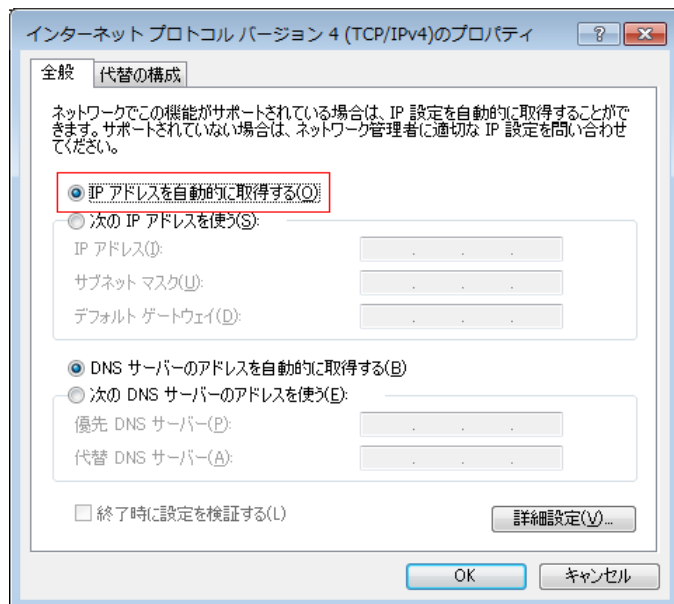 インターネット プロトコル バージョン 4 (TCP/IPv4)のプロパティ
全般
代替の構成
ネットワークでこの機能がサポートされている場合は、IP 設定を自動的に取得することがで
きます。サポートされていない場合は、ネットワーク管理者に適切な IP 設定を問い合わせ
てください。
IP アドレスを自動的に取得する(O)
次の IP アドレスを使う(S):
IP アドレス(I):
サブネット マスク(U):
デフォルト ゲートウェイ(D):
DNS サーバーのアドレスを自動的に取得する(B)
次の DNS サーバーのアドレスを使う(E):
優先 DNS サーバー(P):
代替 DNS サーバー(A):
終了時に設定を検証する(L)
詳細設定(V)...
OK
キャンセル